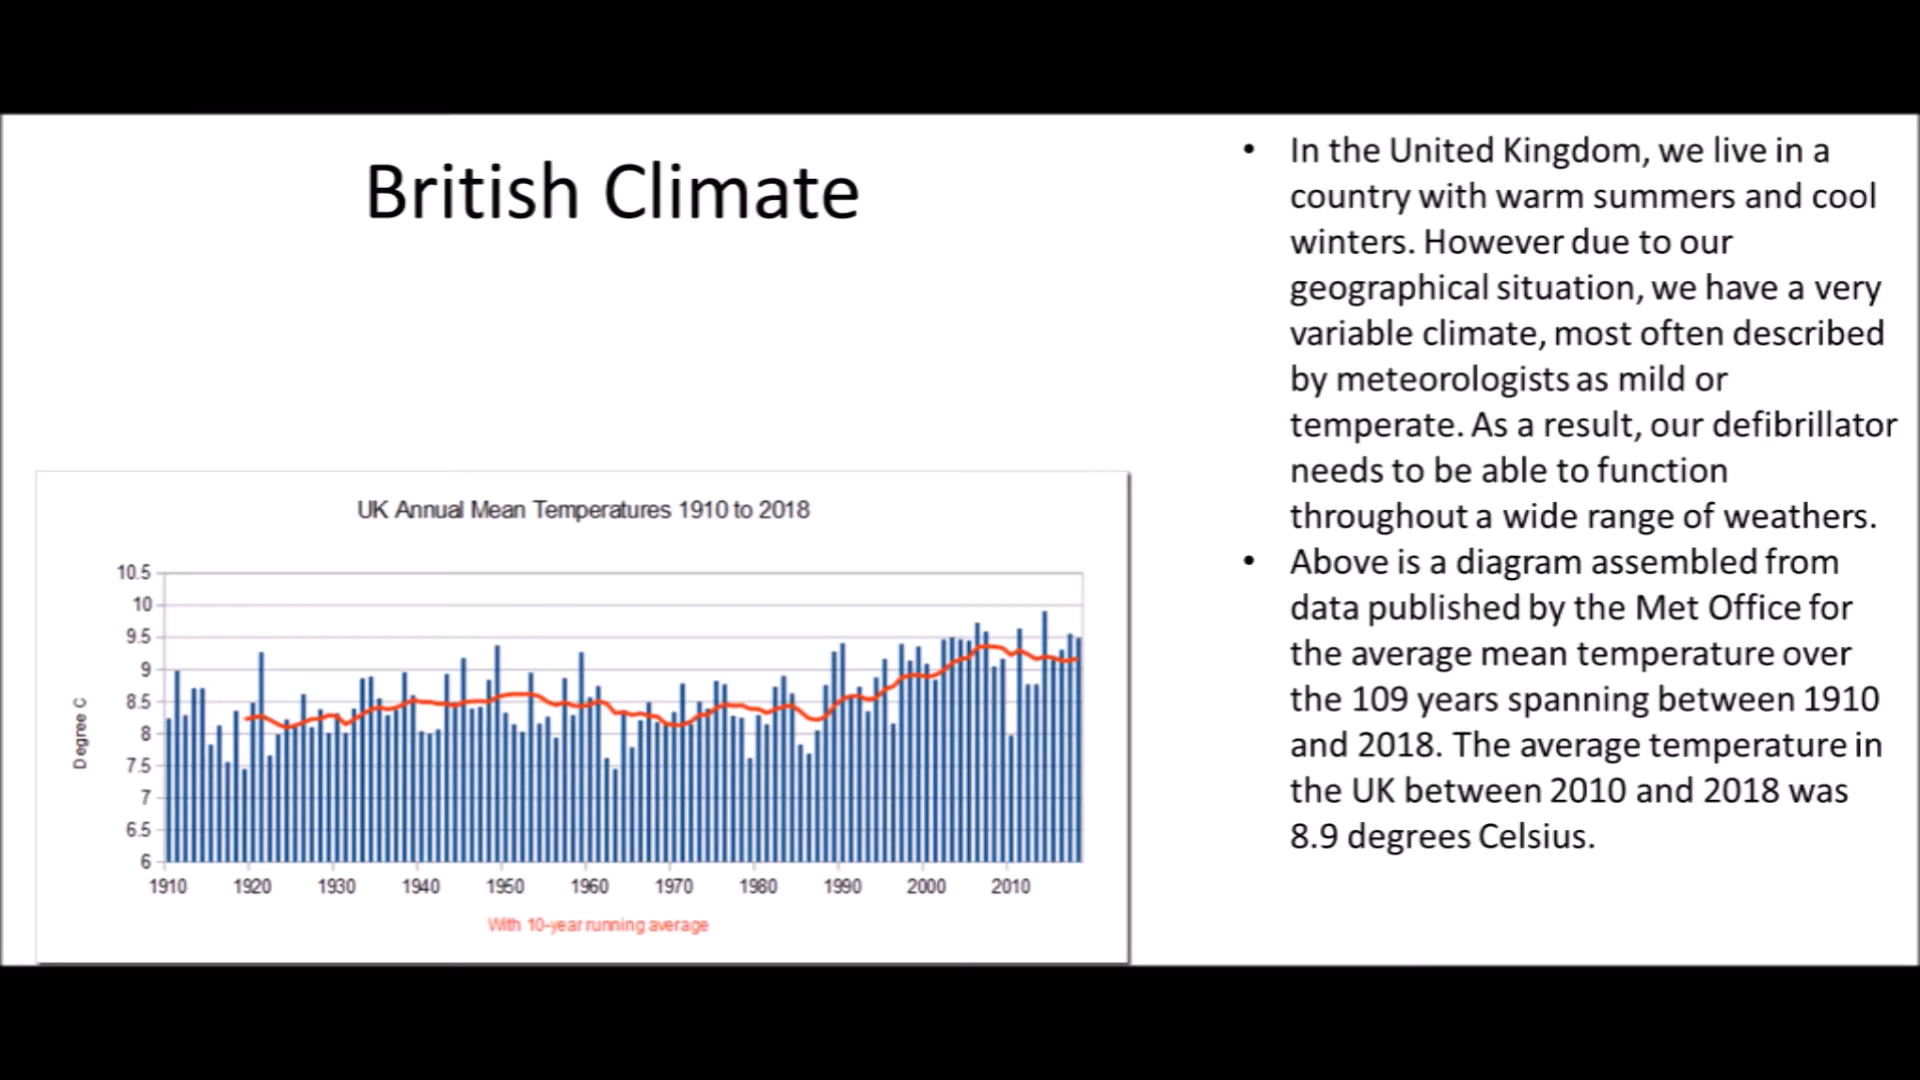 British Climate
UK Annual Mean Temperatures 1910 to 2018
10.5
10
9.5
9
8.5
8
7.5
7
6.5
6
Degree C
1910 1920 1930 1940 1950 1960 1970 1980 1990 2000 2010
With 10-year running average
• In the United Kingdom, we live in a
country with warm summers and cool
winters. However due to our
geographical situation, we have a very
variable climate, most often described
by meteorologists as mild or
temperate. As a result, our defibrillator
needs to be able to function
throughout a wide range of weathers.
• Above is a diagram assembled from
data published by the Met Office for
the average mean temperature over
the 109 years spanning between 1910
and 2018. The average temperature in
the UK between 2010 and 2018 was
8.9 degrees Celsius.